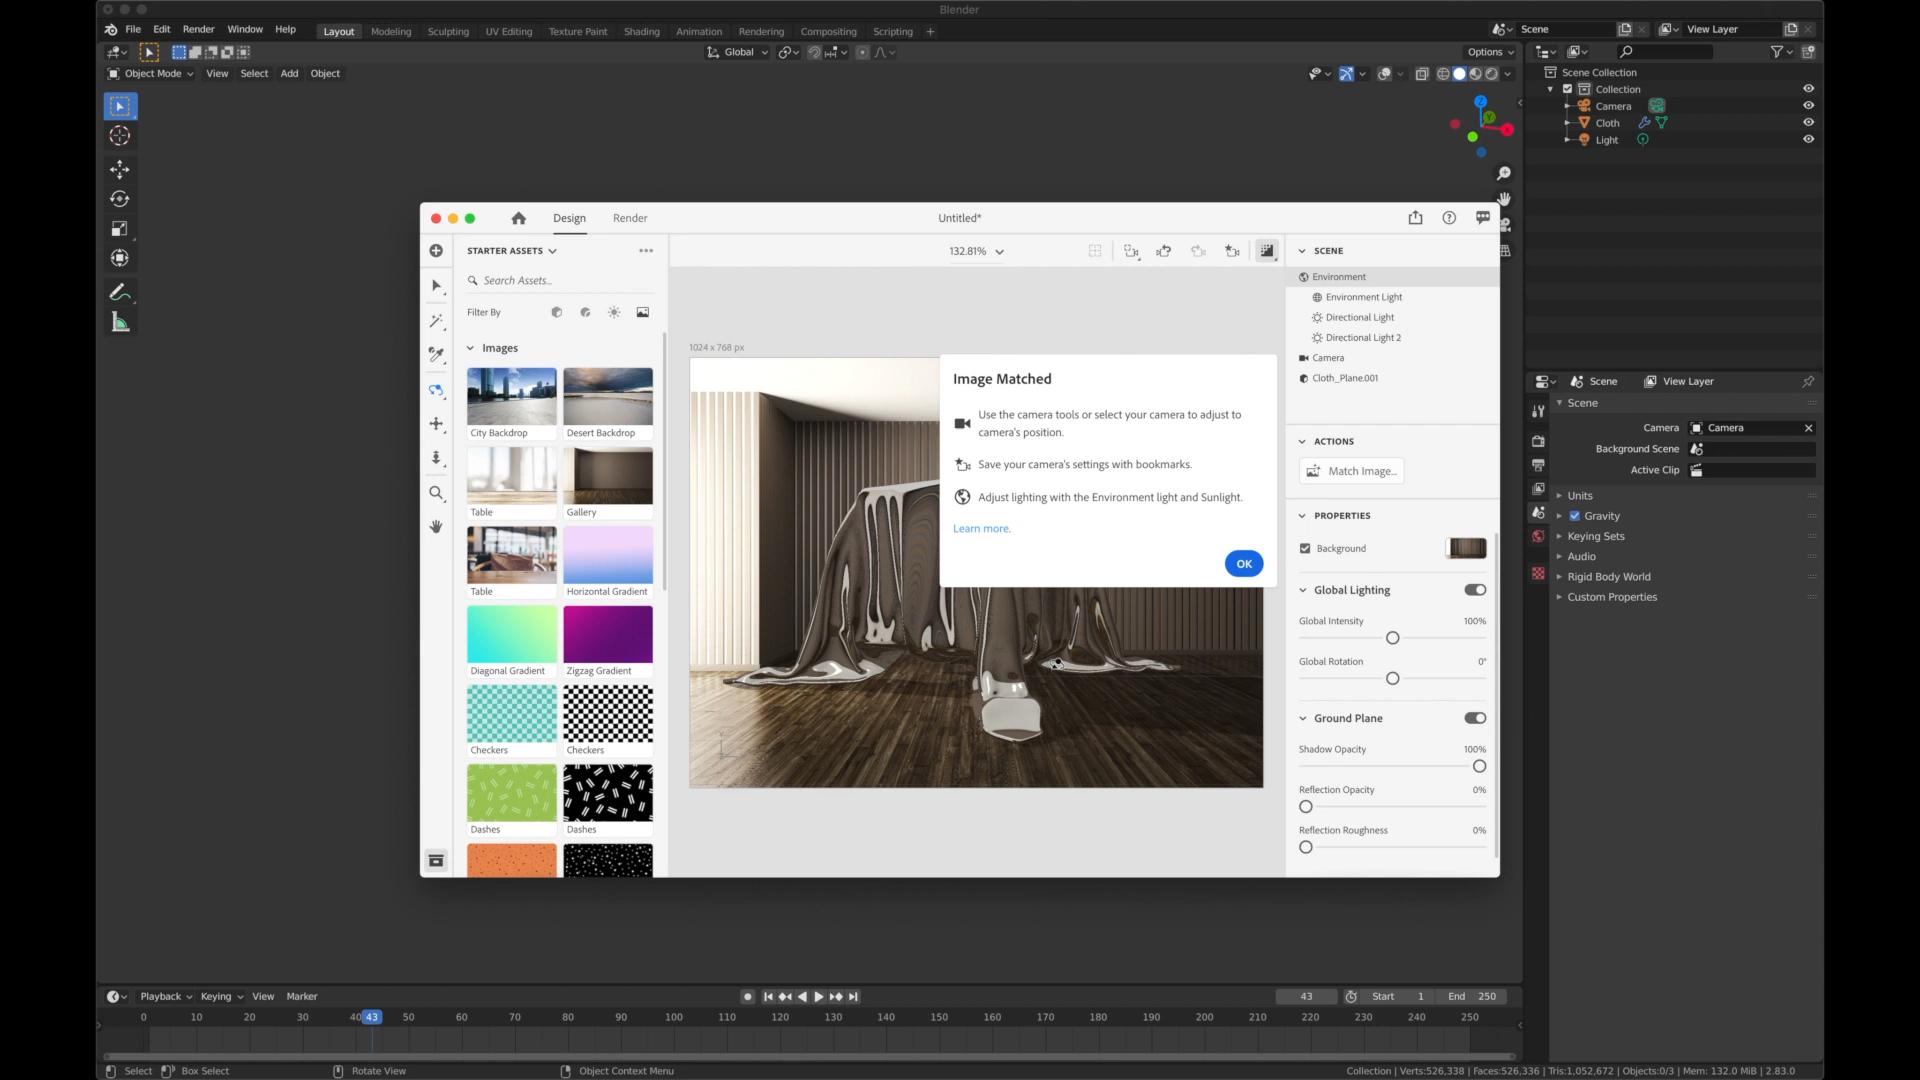 Blender
File Edit Render Window Help
Layout Modeling Sculpting UV Editing Texture Paint Shading Animation Rendering Compositing Scripting +
Scene
View Layer
Global
Options
Object Mode View Select Add Object
Scene Collection
Collection
Camera
Cloth
Light
Z
Y
X
Design Render
Untitled*
STARTER ASSETS
132.81%
Search Assets...
Filter By
Images
City Backdrop
Desert Backdrop
Table
Gallery
Table
Horizontal Gradient
Diagonal Gradient
Zigzag Gradient
Checkers
Checkers
Dashes
Dashes
1024 x 768 px
Image Matched
Use the camera tools or select your camera to adjust to
camera's position.
Save your camera's settings with bookmarks.
Adjust lighting with the Environment light and Sunlight.
Learn more.
OK
SCENE
Environment
Environment Light
Directional Light
Directional Light 2
Camera
Cloth_Plane.001
ACTIONS
Match Image...
PROPERTIES
Background
Global Lighting
Global Intensity 100%
Global Rotation 0°
Ground Plane
Shadow Opacity 100%
Reflection Opacity 0%
Reflection Roughness 0%
Scene View Layer
Scene
Camera Camera
Background Scene
Active Clip
Units
Gravity
Keying Sets
Audio
Rigid Body World
Custom Properties
Playback Keying View Marker
43 Start 1 End 250
0 10 20 30 40 43 50 60 70 80 90 100 110 120 130 140 150 160 170 180 190 200 210 220 230 240 250
Select Box Select Rotate View Object Context Menu
Collection | Verts:526,338 | Faces:526,336 | Tris:1,052,672 | Objects:0/3 | Mem: 132.0 MiB | 2.83.0